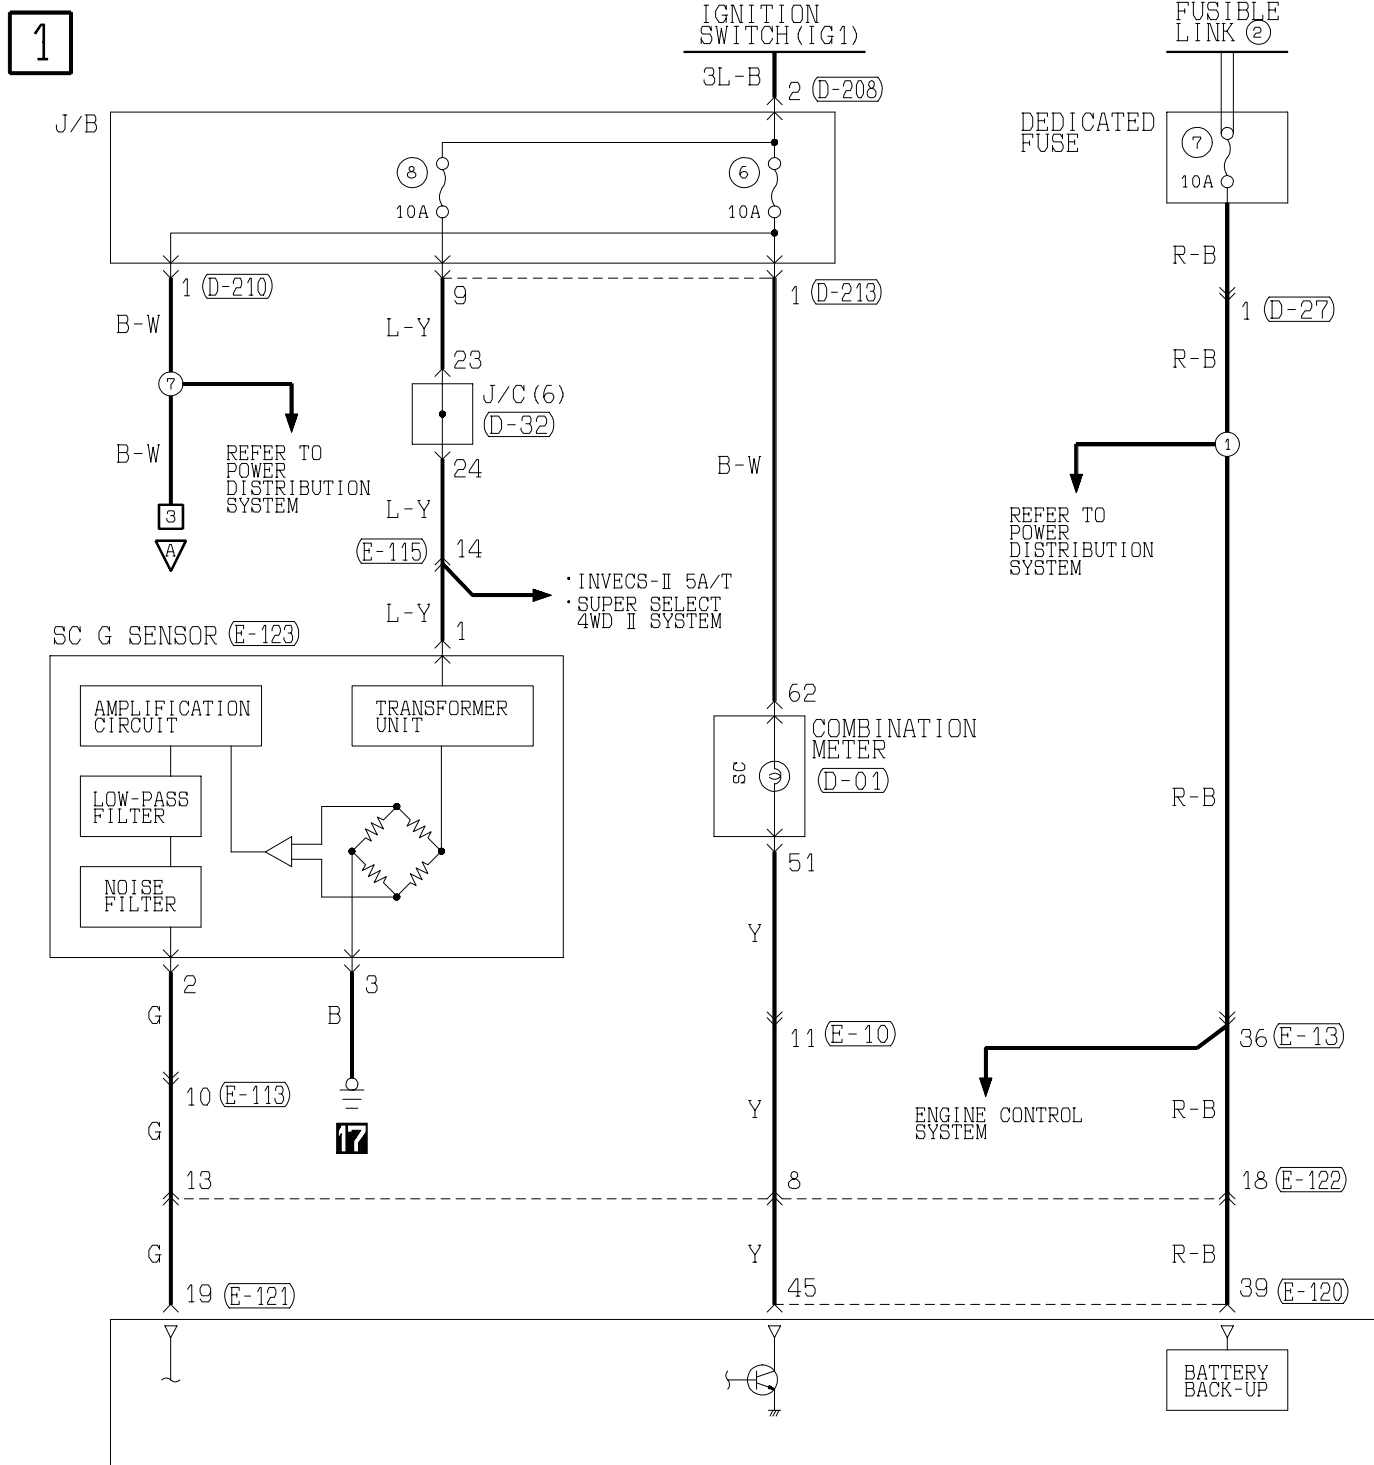 1
IGNITION
SWITCH(IG1)
FUSIBLE
LINK ②
3L-B
2 (D-208)
J/B
DEDICATED
FUSE
⑧
10A
⑥
10A
⑦
10A
R-B
1 (D-210)
9
1 (D-213)
1 (D-27)
B-W
L-Y
R-B
23
⑦
J/C(6)
(D-32)
①
B-W
REFER TO
POWER
DISTRIBUTION
SYSTEM
24
B-W
3
A
L-Y
REFER TO
POWER
DISTRIBUTION
SYSTEM
(E-115)
14
·INVECS-Ⅱ 5A/T
·SUPER SELECT
4WD Ⅱ SYSTEM
L-Y
1
SC G SENSOR (E-123)
AMPLIFICATION
CIRCUIT
TRANSFORMER
UNIT
62
COMBINATION
METER
(D-01)
SC
LOW-PASS
FILTER
R-B
51
NOISE
FILTER
Y
2
3
G
B
11 (E-10)
36 (E-13)
10 (E-113)
17
G
Y
ENGINE CONTROL
SYSTEM
R-B
13
8
18 (E-122)
G
Y
R-B
19 (E-121)
45
39 (E-120)
BATTERY
BACK-UP